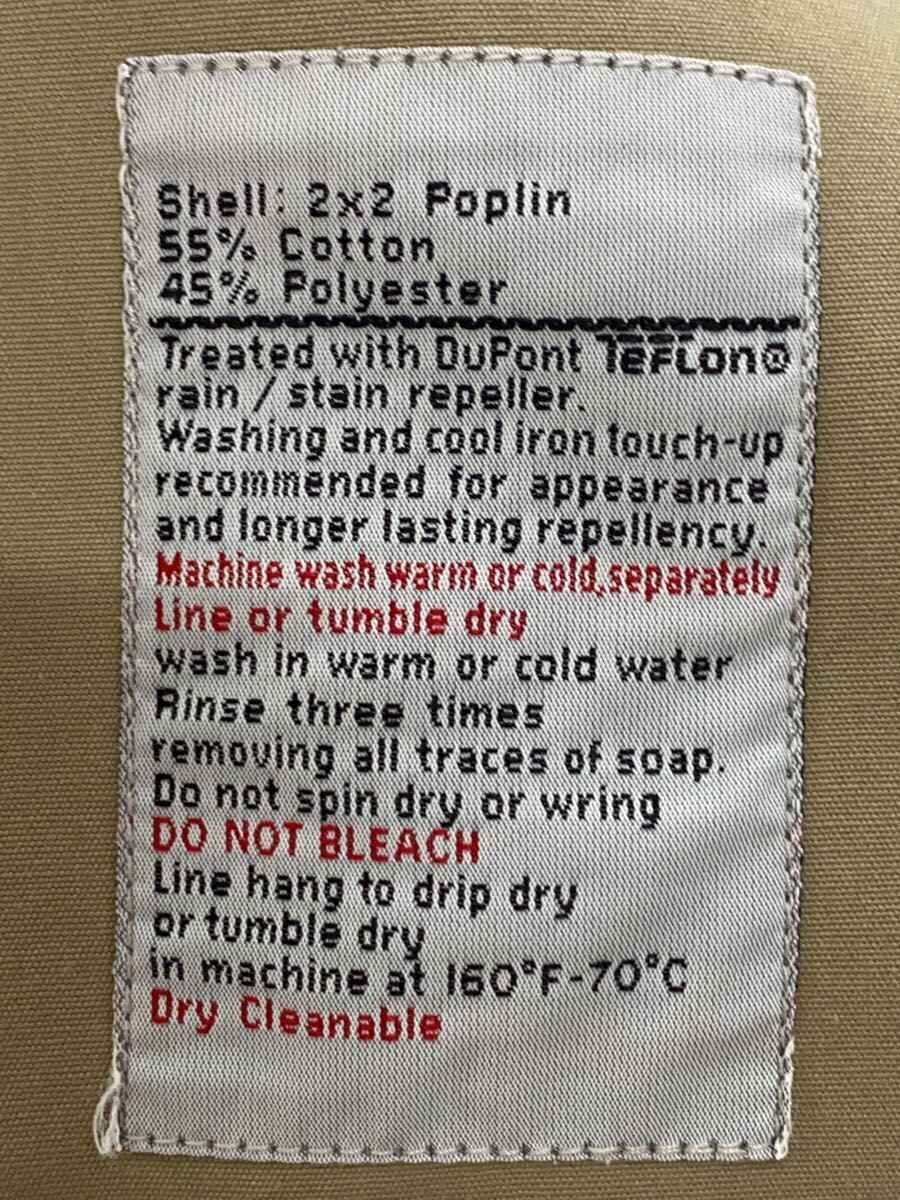 Shell: 2x2 Poplin
55% Cotton
45% Polyester
Treated with DuPont TEFLON®
rain / stain repeller.
Washing and cool iron touch-up
recommended for appearance
and longer lasting repellency.
Machine wash warm or cold,separately
Line or tumble dry
wash in warm or cold water
Rinse three times
removing all traces of soap.
Do not spin dry or wring
DO NOT BLEACH
Line hang to drip dry
or tumble dry
in machine at 160°F-70°C
Dry Cleanable